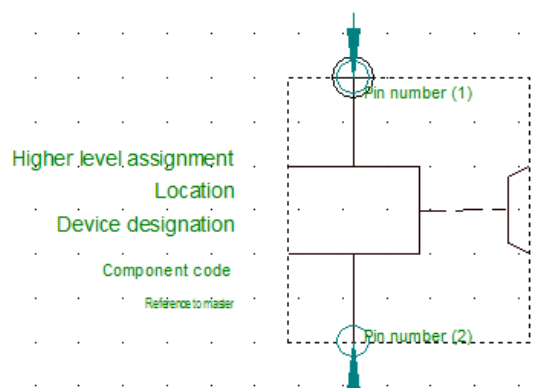 Pin number (1)
Higher level assignment
Location
Device designation
Component code
Reference to master
Pin number (2)